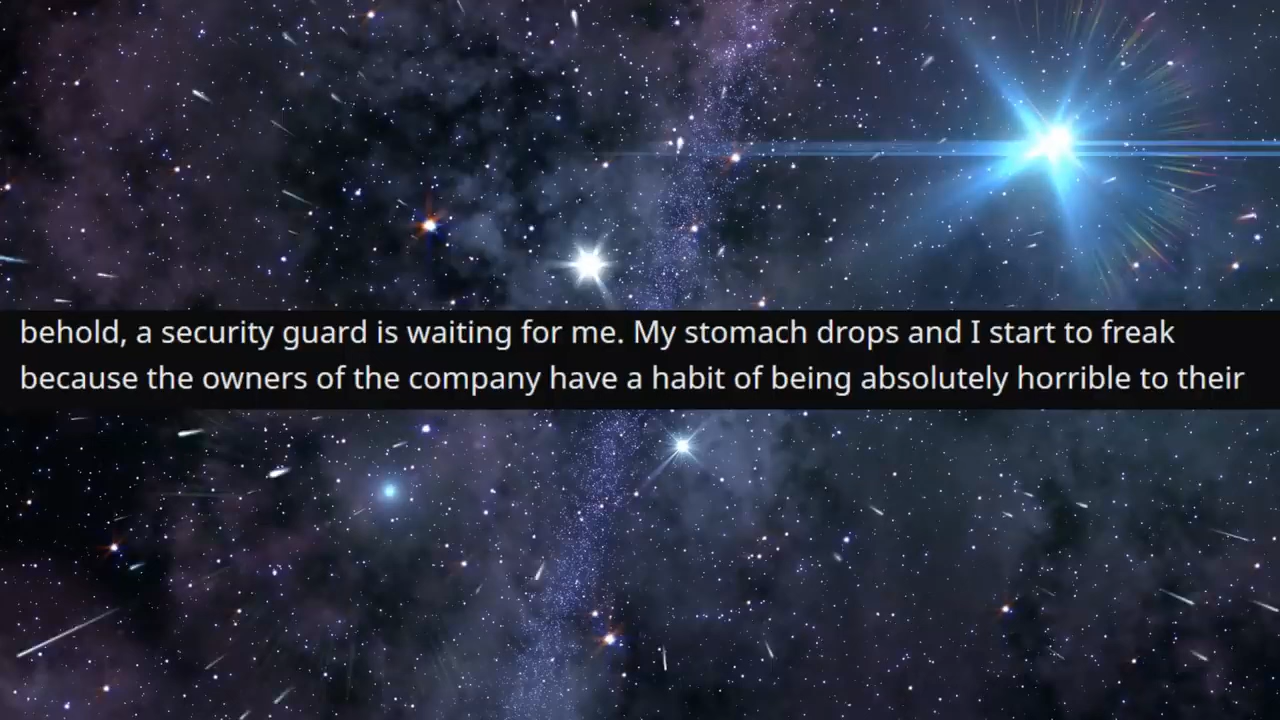 behold, a security guard is waiting for me. My stomach drops and I start to freak
because the owners of the company have a habit of being absolutely horrible to their